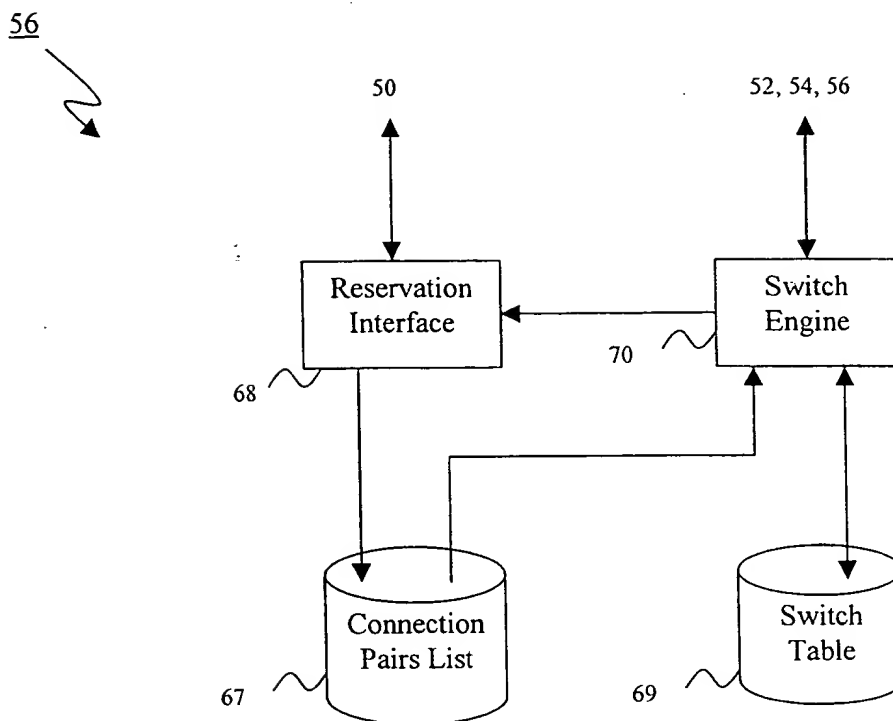 56
50
52, 54, 56
Reservation
Interface
Switch
Engine
68
70
Connection
Pairs List
Switch
Table
67
69